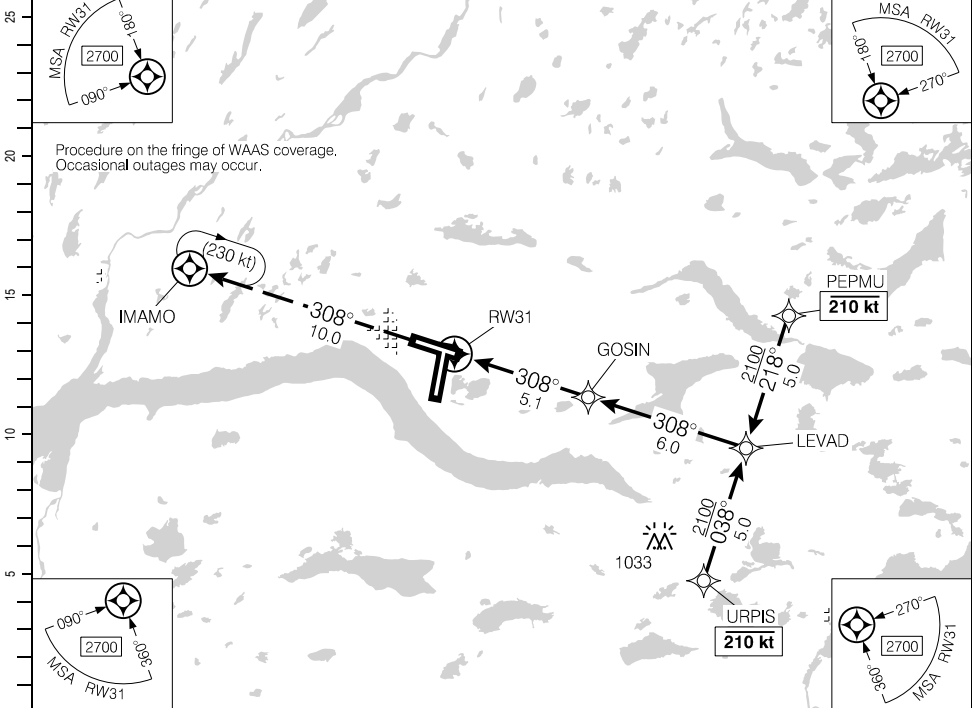 25
20
15
10
5
MSA RW31
180°
2700
090°
MSA RW31
180°
2700
270°
Procedure on the fringe of WAAS coverage.
Occasional outages may occur.
(230 kt)
IMAMO
308°
10.0
RW31
308°
5.1
GOSIN
308°
6.0
PEPMU
210 kt
2100
218°
5.0
LEVAD
2100
038°
5.0
1033
URPIS
210 kt
090°
2700
360°
MSA RW31
270°
2700
360°
MSA RW31